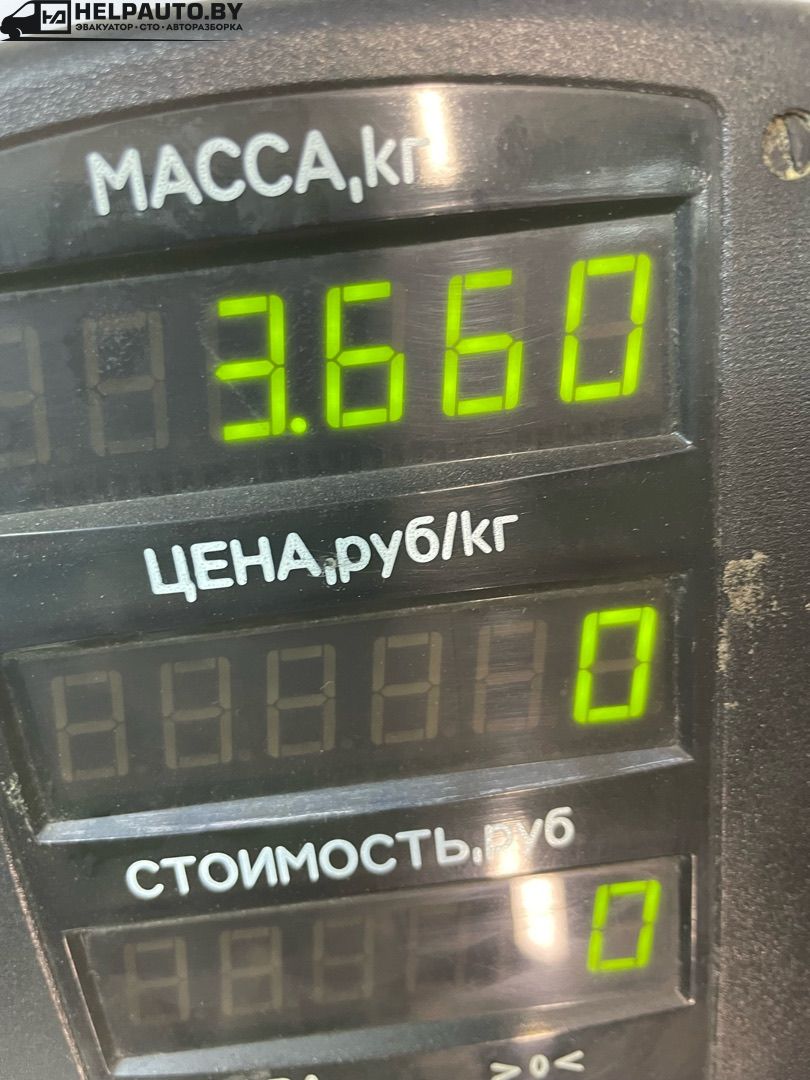 HELPAUTO.BY
ЭВАКУАТОР • СТО • АВТОРАЗБОРКА
МАССА,кг
3.660
ЦЕНА,руб/кг
0
СТОИМОСТЬ,руб
0
>0<